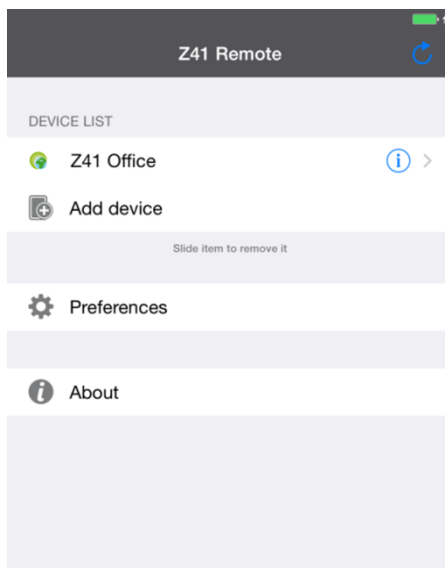 Z41 Remote
DEVICE LIST
Z41 Office
Add device
Slide item to remove it
Preferences
About